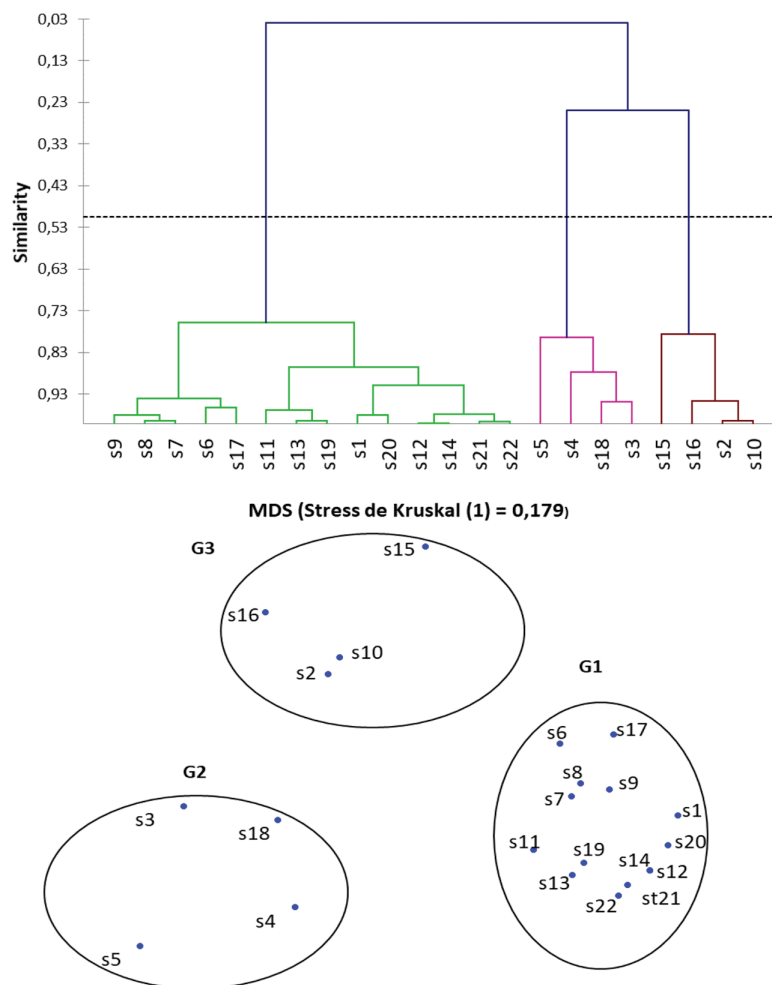 0,03
0,13
0,23
0,33
0,43
0,53
0,63
0,73
0,83
0,93
Similarity
s9 s8 s7 s6 s17 s11 s13 s19 s1 s20 s12 s14 s21 s22 s5 s4 s18 s3 s15 s16 s2 s10
MDS (Stress de Kruskal (1) = 0,179)
G3
s15
s16
s10
s2
G1
s6 s17
s8
s9
s7
s1
s11 s19 s20
s14 s12
s13
st21
s22
G2
s3 s18
s4
s5